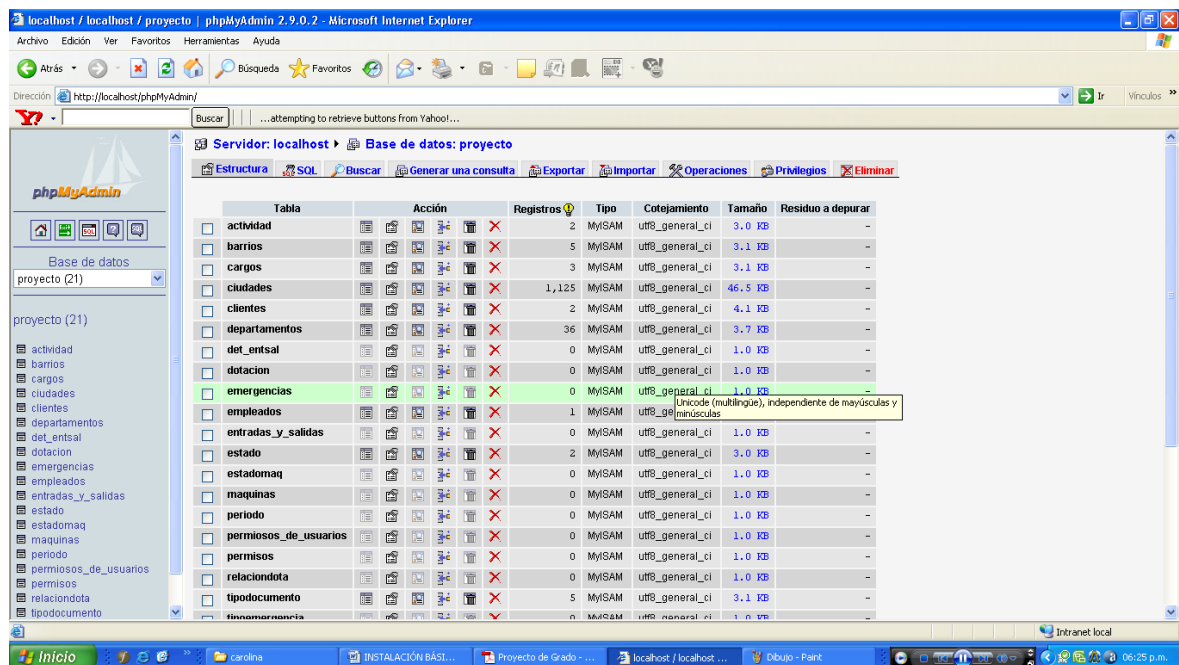 localhost / localhost / proyecto | phpMyAdmin 2.9.0.2 - Microsoft Internet Explorer
Archivo Edición Ver Favoritos Herramientas Ayuda
Atrás Búsqueda Favoritos
Dirección http://localhost/phpMyAdmin/ Ir Vínculos »
Y! Buscar ...attempting to retrieve buttons from Yahoo!...
phpMyAdmin
SQL
Base de datos
proyecto (21)
proyecto (21)
actividad
barrios
cargos
ciudades
clientes
departamentos
det_entsal
dotacion
emergencias
empleados
entradas_y_salidas
estado
estadomaq
maquinas
periodo
permiosos_de_usuarios
permisos
relaciondota
tipodocumento
Servidor: localhost Base de datos: proyecto
Estructura SQL Buscar Generar una consulta Exportar Importar Operaciones Privilegios Eliminar
Tabla Acción Registros Tipo Cotejamiento Tamaño Residuo a depurar
actividad 2 MyISAM utf8_general_ci 3.0 KB -
barrios 5 MyISAM utf8_general_ci 3.1 KB -
cargos 3 MyISAM utf8_general_ci 3.1 KB -
ciudades 1,125 MyISAM utf8_general_ci 46.5 KB -
clientes 2 MyISAM utf8_general_ci 4.1 KB -
departamentos 36 MyISAM utf8_general_ci 3.7 KB -
det_entsal 0 MyISAM utf8_general_ci 1.0 KB -
dotacion 0 MyISAM utf8_general_ci 1.0 KB -
emergencias 0 MyISAM utf8_general_ci 1.0 KB -
empleados 1 MyISAM utf8_ge
Unicode (multilingüe), independiente de mayúsculas y
minúsculas
entradas_y_salidas 0 MyISAM utf8_general_ci 1.0 KB -
estado 2 MyISAM utf8_general_ci 3.0 KB -
estadomaq 0 MyISAM utf8_general_ci 1.0 KB -
maquinas 0 MyISAM utf8_general_ci 1.0 KB -
periodo 0 MyISAM utf8_general_ci 1.0 KB -
permiosos_de_usuarios 0 MyISAM utf8_general_ci 1.0 KB -
permisos 0 MyISAM utf8_general_ci 1.0 KB -
relaciondota 0 MyISAM utf8_general_ci 1.0 KB -
tipodocumento 5 MyISAM utf8_general_ci 3.1 KB -
tipoemergencia 0 MyISAM utf8_general_ci 1.0 KB -
Intranet local
Inicio » carolina INSTALACIÓN BÁSI... Proyecto de Grado - ... localhost / localhost ... Dibujo - Paint 06:25 p.m.